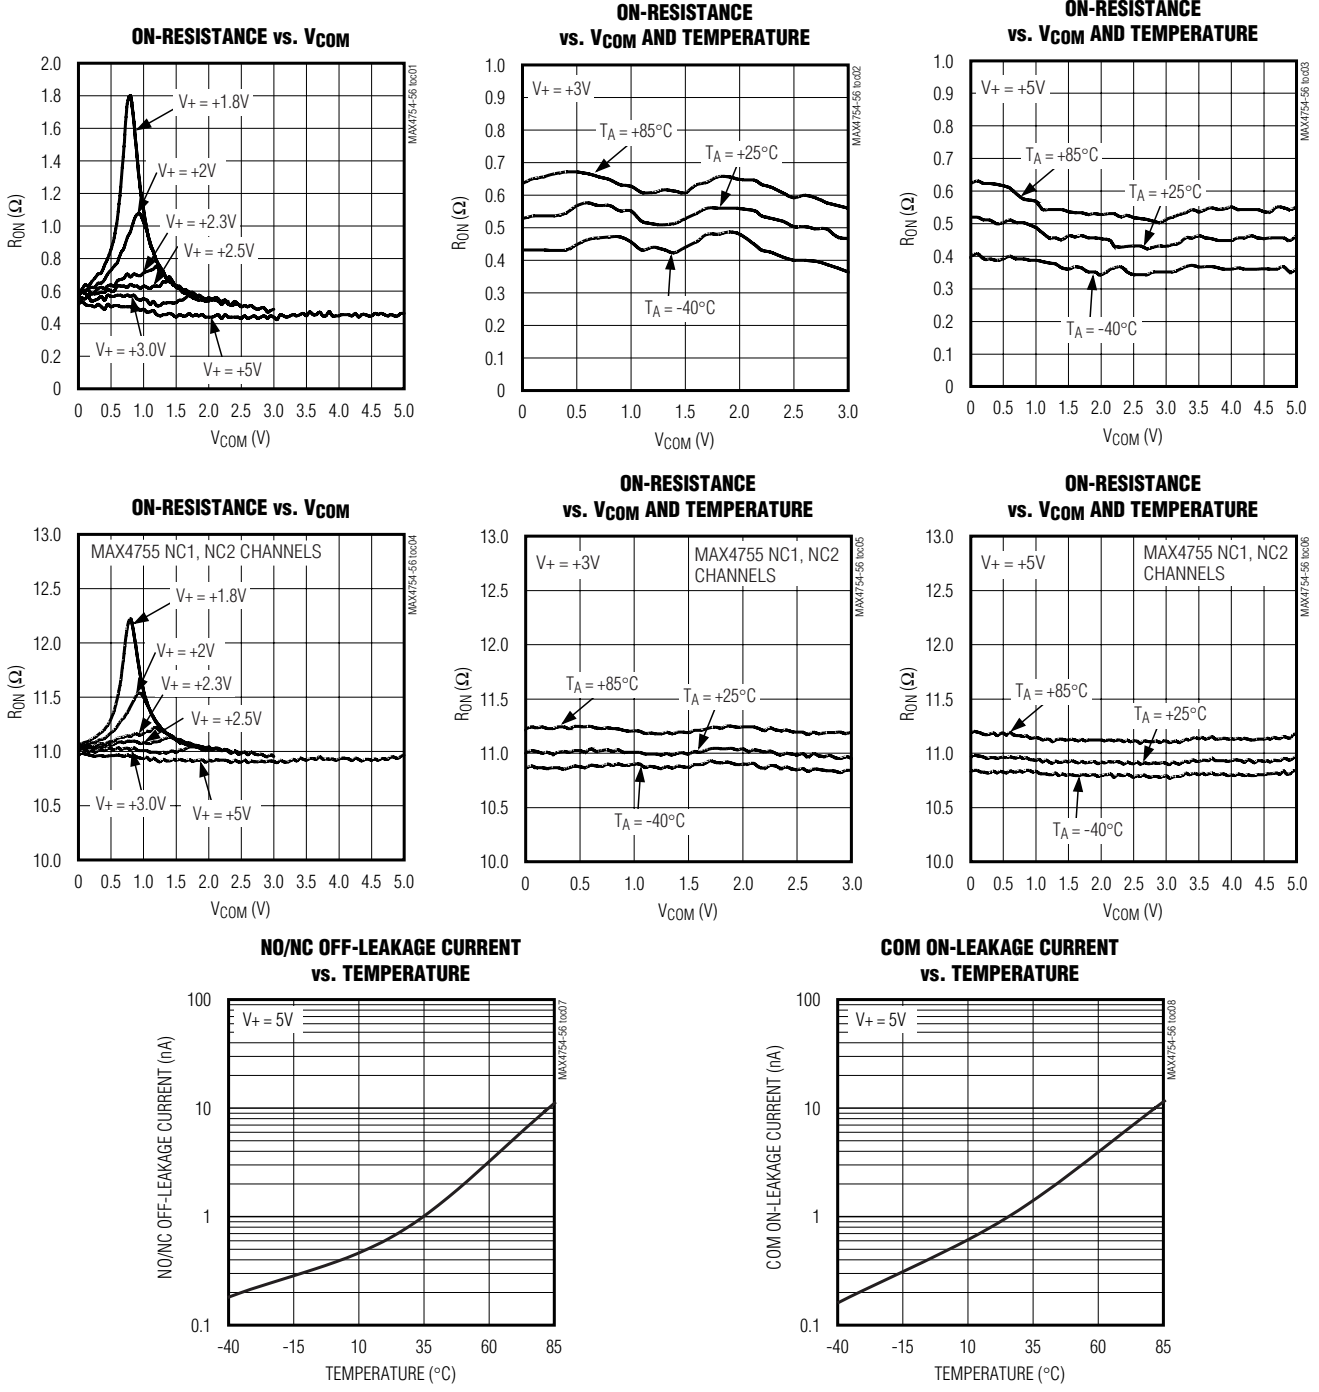 ON-RESISTANCE vs. VCOM
2.0
1.8
1.6
1.4
1.2
1.0
0.8
0.6
0.4
0.2
0
RON (Ω)
V+ = +1.8V
V+ = +2V
V+ = +2.3V
V+ = +2.5V
V+ = +3.0V
V+ = +5V
0 0.5 1.0 1.5 2.0 2.5 3.0 3.5 4.0 4.5 5.0
VCOM (V)
MAX4754-56 toc01
ON-RESISTANCE
vs. VCOM AND TEMPERATURE
1.0
0.9
0.8
0.7
0.6
0.5
0.4
0.3
0.2
0.1
0
RON (Ω)
V+ = +3V
TA = +85°C
TA = +25°C
TA = -40°C
0 0.5 1.0 1.5 2.0 2.5 3.0
VCOM (V)
MAX4754-56 toc02
ON-RESISTANCE
vs. VCOM AND TEMPERATURE
1.0
0.9
0.8
0.7
0.6
0.5
0.4
0.3
0.2
0.1
0
RON (Ω)
V+ = +5V
TA = +85°C
TA = +25°C
TA = -40°C
0 0.5 1.0 1.5 2.0 2.5 3.0 3.5 4.0 4.5 5.0
VCOM (V)
MAX4754-56 toc03
ON-RESISTANCE vs. VCOM
13.0
12.5
12.0
11.5
11.0
10.5
10.0
RON (Ω)
MAX4755 NC1, NC2 CHANNELS
V+ = +1.8V
V+ = +2V
V+ = +2.3V
V+ = +2.5V
V+ = +3.0V
V+ = +5V
0 0.5 1.0 1.5 2.0 2.5 3.0 3.5 4.0 4.5 5.0
VCOM (V)
MAX4754-56 toc04
ON-RESISTANCE
vs. VCOM AND TEMPERATURE
13.0
12.5
12.0
11.5
11.0
10.5
10.0
RON (Ω)
V+ = +3V
MAX4755 NC1, NC2
CHANNELS
TA = +85°C
TA = +25°C
TA = -40°C
0 0.5 1.0 1.5 2.0 2.5 3.0
VCOM (V)
MAX4754-56 toc05
ON-RESISTANCE
vs. VCOM AND TEMPERATURE
13.0
12.5
12.0
11.5
11.0
10.5
10.0
RON (Ω)
V+ = +5V
MAX4755 NC1, NC2
CHANNELS
TA = +85°C
TA = +25°C
TA = -40°C
0 0.5 1.0 1.5 2.0 2.5 3.0 3.5 4.0 4.5 5.0
VCOM (V)
MAX4754-56 toc06
NO/NC OFF-LEAKAGE CURRENT
vs. TEMPERATURE
100
10
1
0.1
NO/NC OFF-LEAKAGE CURRENT (nA)
V+ = 5V
-40 -15 10 35 60 85
TEMPERATURE (°C)
MAX4754-56 toc07
COM ON-LEAKAGE CURRENT
vs. TEMPERATURE
100
10
1
0.1
COM ON-LEAKAGE CURRENT (nA)
V+ = 5V
-40 -15 10 35 60 85
TEMPERATURE (°C)
MAX4754-56 toc08